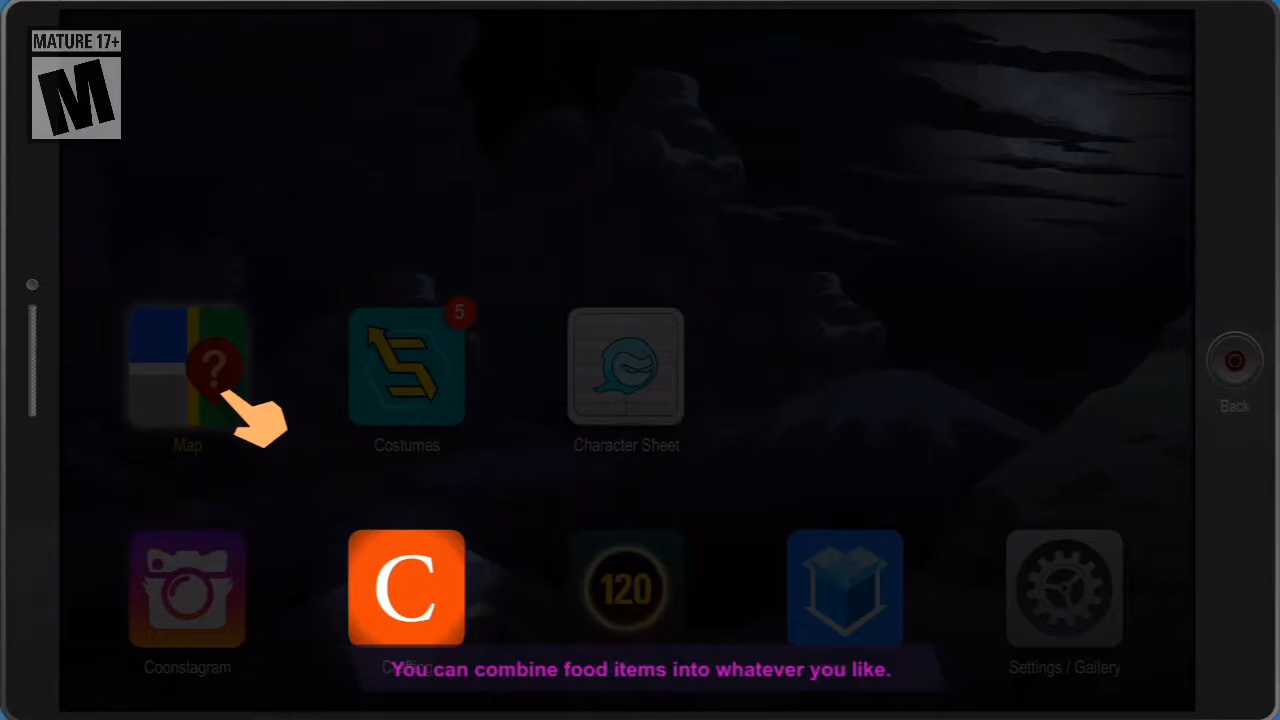 MATURE 17+
M
?
5
S
Map
Costumes
Character Sheet
Back
C
120
Coonstagram
You can combine food items into whatever you like.
Settings / Gallery